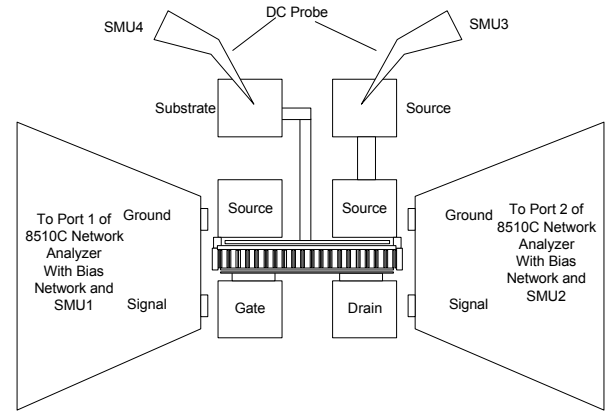 DC Probe
SMU4
SMU3
Substrate
Source
To Port 1 of
8510C Network
Analyzer
With Bias
Network and
SMU1
Ground
Signal
Source
Source
Gate
Drain
Ground
Signal
To Port 2 of
8510C Network
Analyzer
With Bias
Network and
SMU2